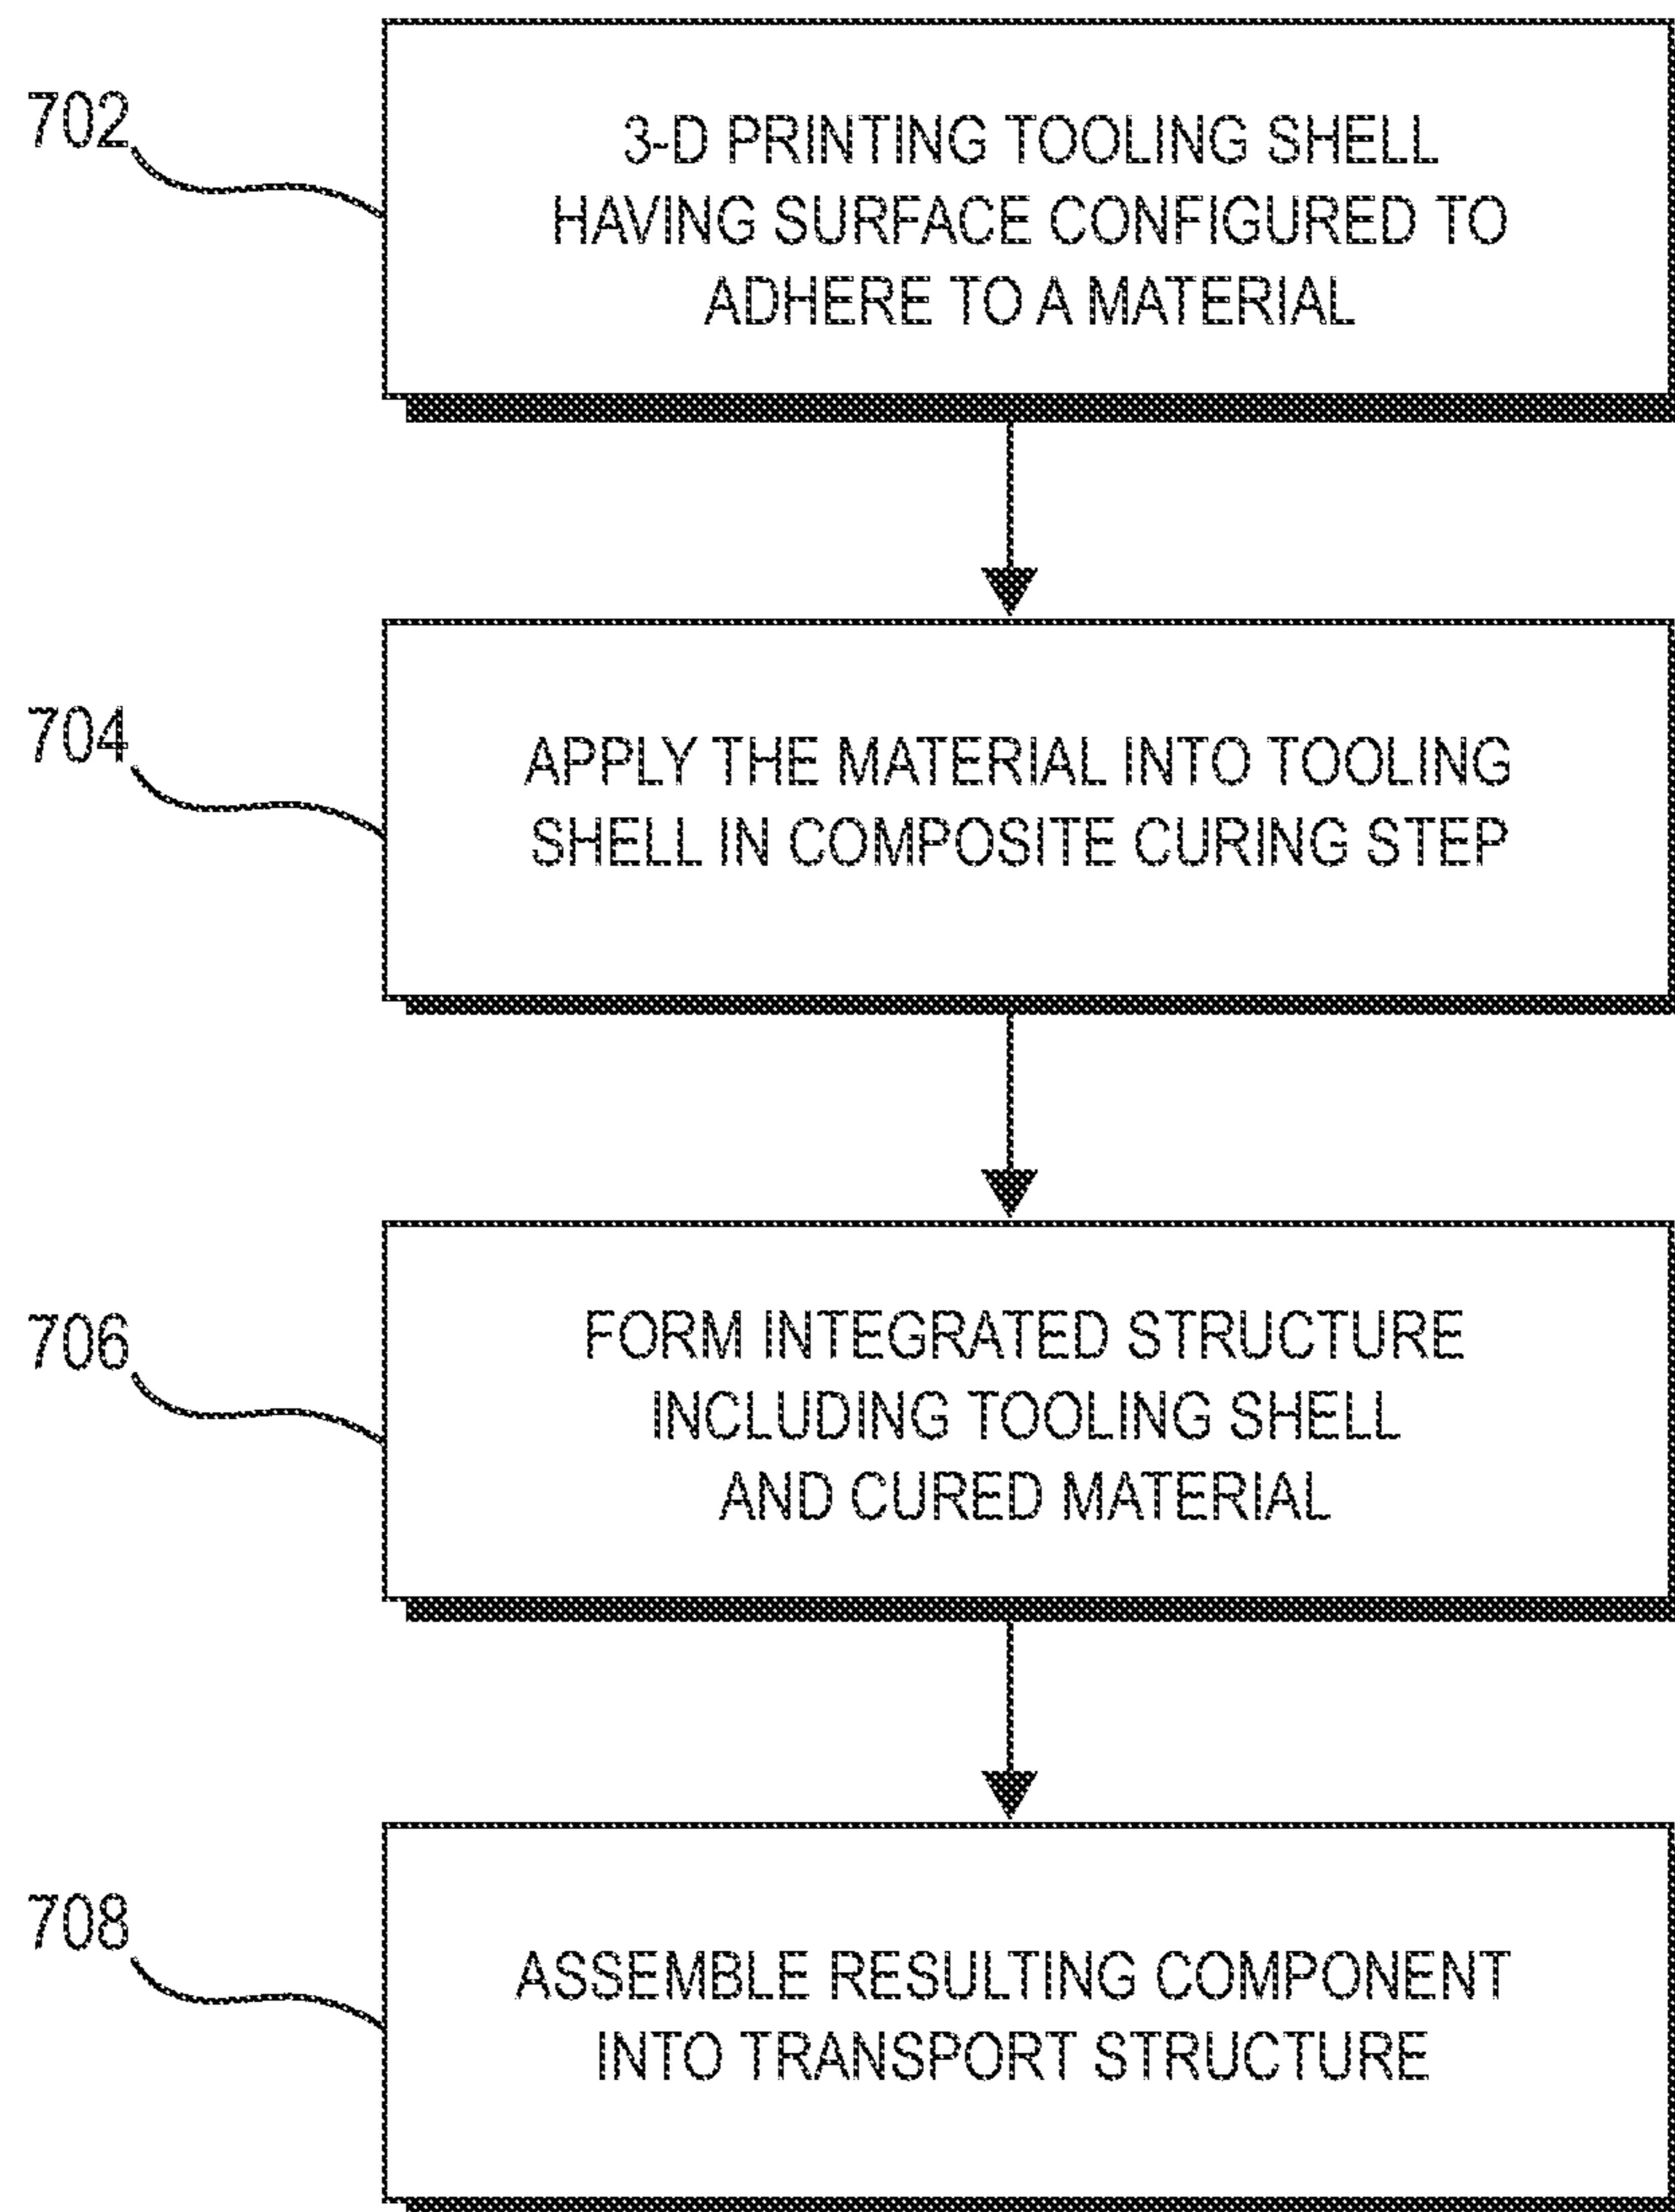 702
3-D PRINTING TOOLING SHELL
HAVING SURFACE CONFIGURED TO
ADHERE TO A MATERIAL
704
APPLY THE MATERIAL INTO TOOLING
SHELL IN COMPOSITE CURING STEP
706
FORM INTEGRATED STRUCTURE
INCLUDING TOOLING SHELL
AND CURED MATERIAL
708
ASSEMBLE RESULTING COMPONENT
INTO TRANSPORT STRUCTURE